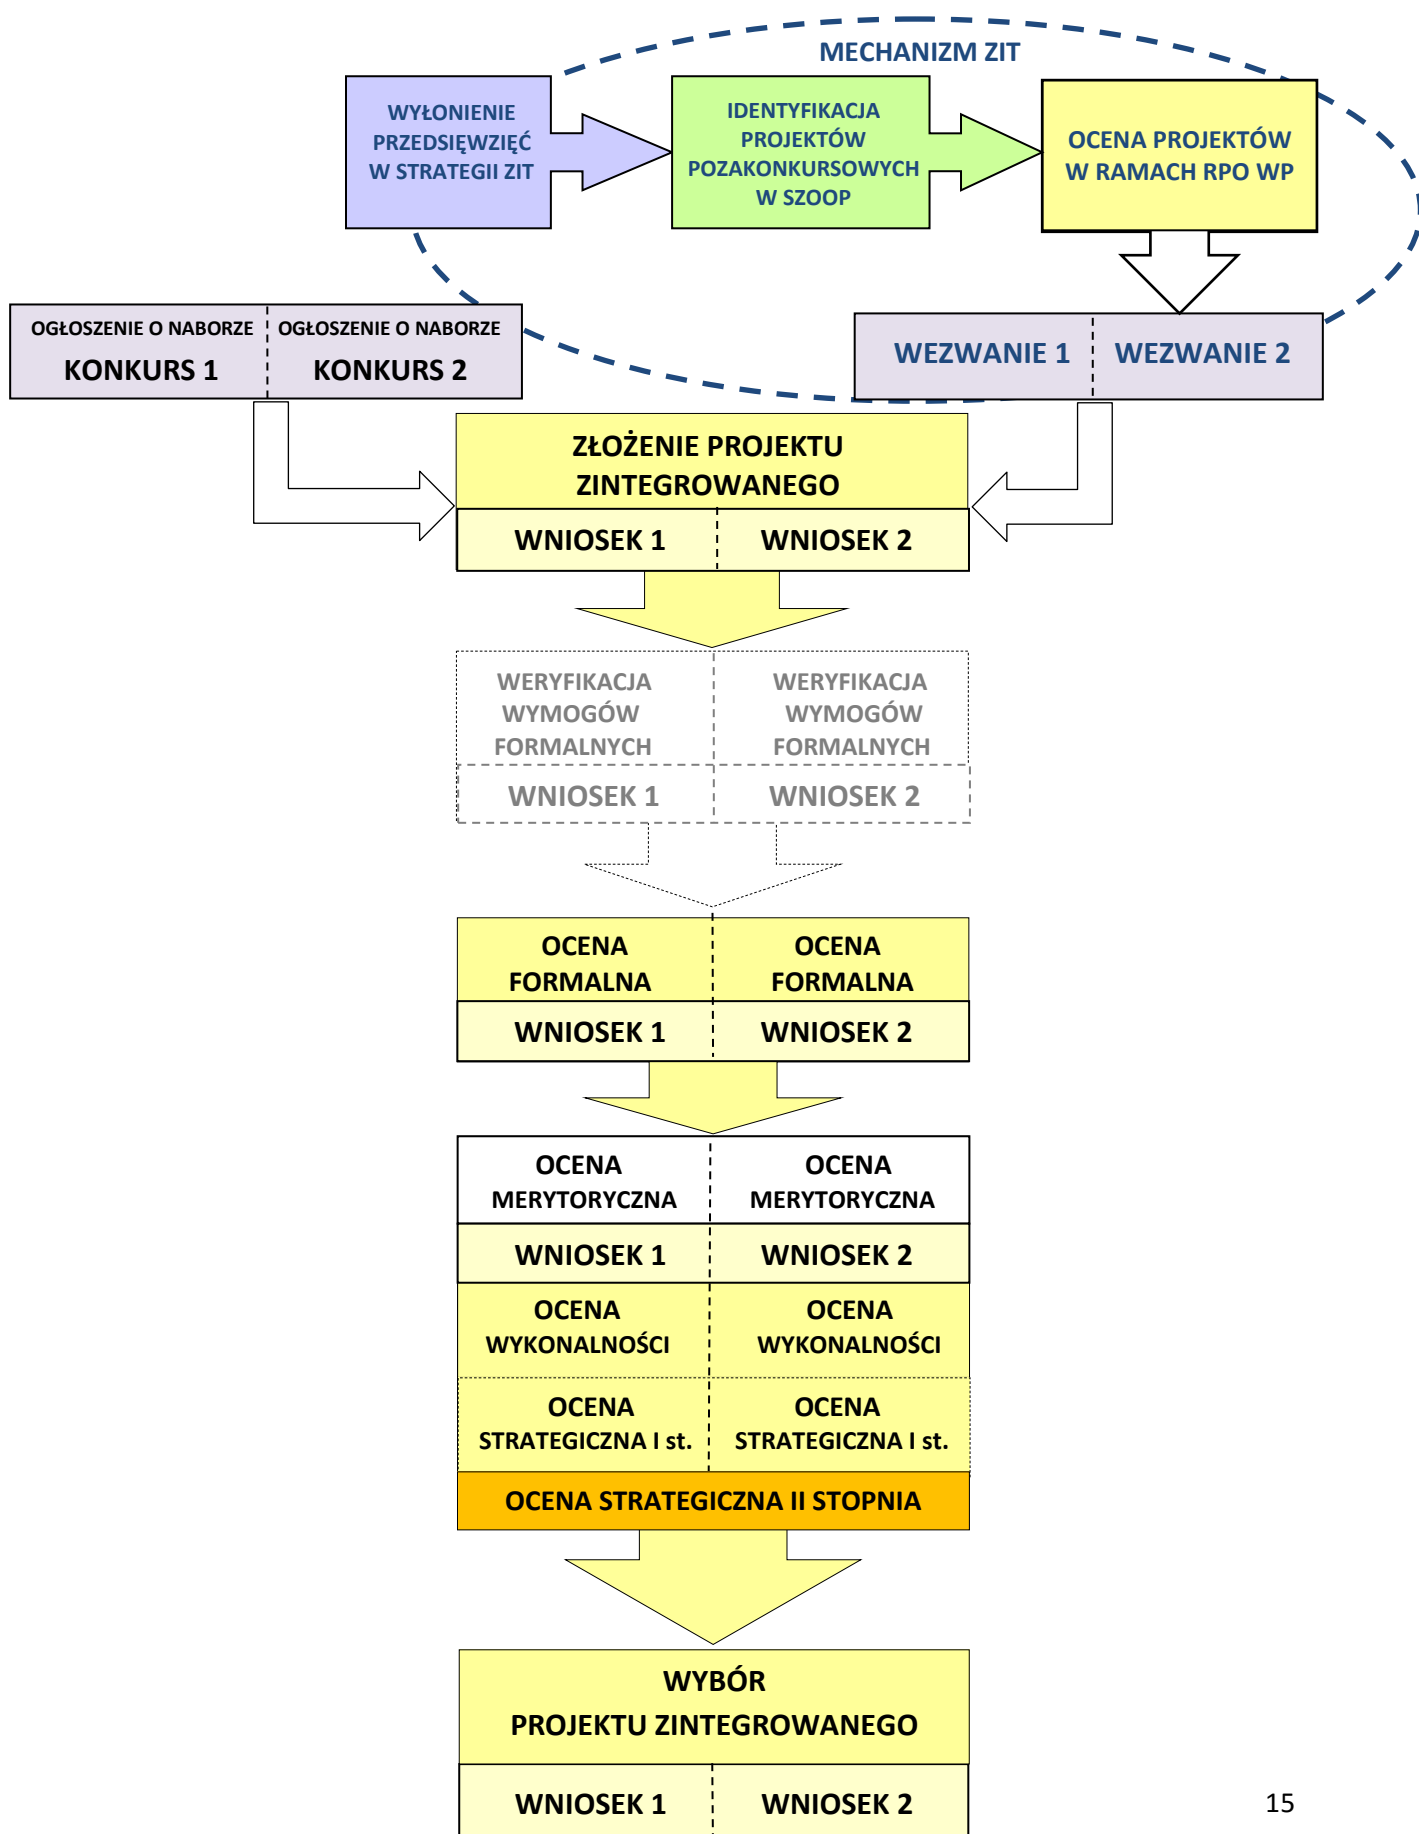 MECHANIZM ZIT
WYŁONIENIE
PRZEDSIĘWZIĘĆ
W STRATEGII ZIT
IDENTYFIKACJA
PROJEKTÓW
POZAKONKURSOWYCH
W SZOOP
OCENA PROJEKTÓW
W RAMACH RPO WP
OGŁOSZENIE O NABORZE
KONKURS 1
OGŁOSZENIE O NABORZE
KONKURS 2
WEZWANIE 1
WEZWANIE 2
ZŁOŻENIE PROJEKTU
ZINTEGROWANEGO
WNIOSEK 1
WNIOSEK 2
WERYFIKACJA
WYMOGÓW
FORMALNYCH
WERYFIKACJA
WYMOGÓW
FORMALNYCH
WNIOSEK 1
WNIOSEK 2
OCENA
FORMALNA
OCENA
FORMALNA
WNIOSEK 1
WNIOSEK 2
OCENA
MERYTORYCZNA
OCENA
MERYTORYCZNA
WNIOSEK 1
WNIOSEK 2
OCENA
WYKONALNOŚCI
OCENA
WYKONALNOŚCI
OCENA
STRATEGICZNA I st.
OCENA
STRATEGICZNA I st.
OCENA STRATEGICZNA II STOPNIA
WYBÓR
PROJEKTU ZINTEGROWANEGO
WNIOSEK 1
WNIOSEK 2
15